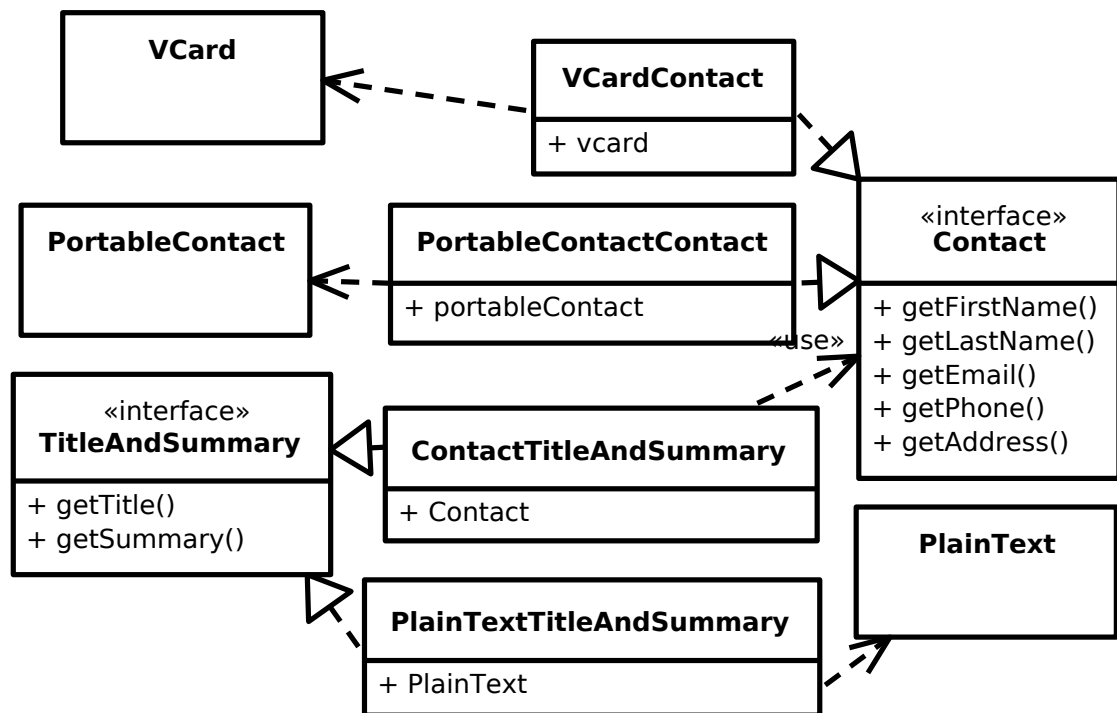 VCard
VCardContact
+ vcard
«interface»
Contact
+ getFirstName()
+ getLastName()
+ getEmail()
+ getPhone()
+ getAddress()
PortableContact
PortableContactContact
+ portableContact
«use»
«interface»
TitleAndSummary
+ getTitle()
+ getSummary()
ContactTitleAndSummary
+ Contact
PlainText
PlainTextTitleAndSummary
+ PlainText